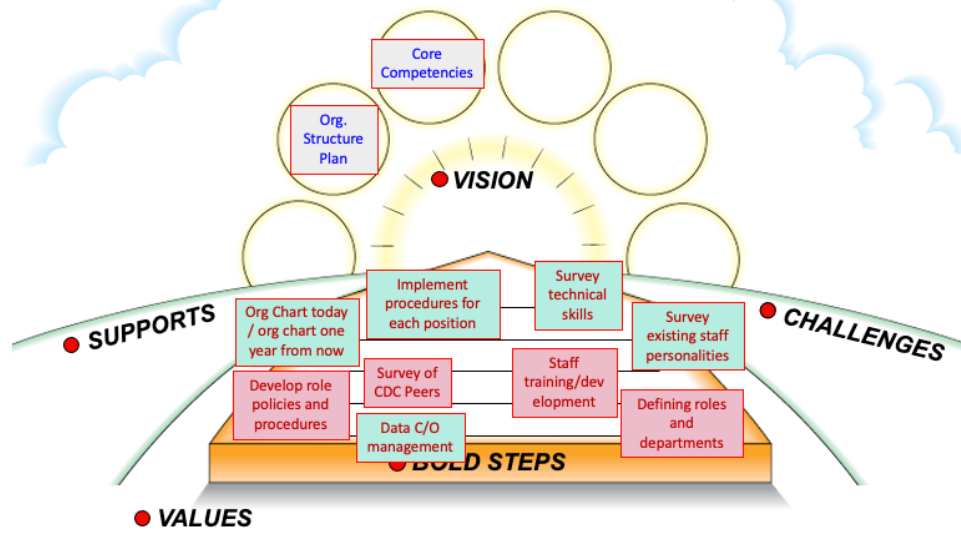 Core
Competencies
Org.
Structure
Plan
VISION
Implement
procedures for
each position
Survey
technical
skills
Org Chart today
/ org chart one
year from now
Survey
existing staff
personalities
SUPPORTS
CHALLENGES
Develop role
policies and
procedures
Survey of
CDC Peers
Staff
training/dev
elopment
Defining roles
and
departments
Data C/O
management
BOLD STEPS
VALUES